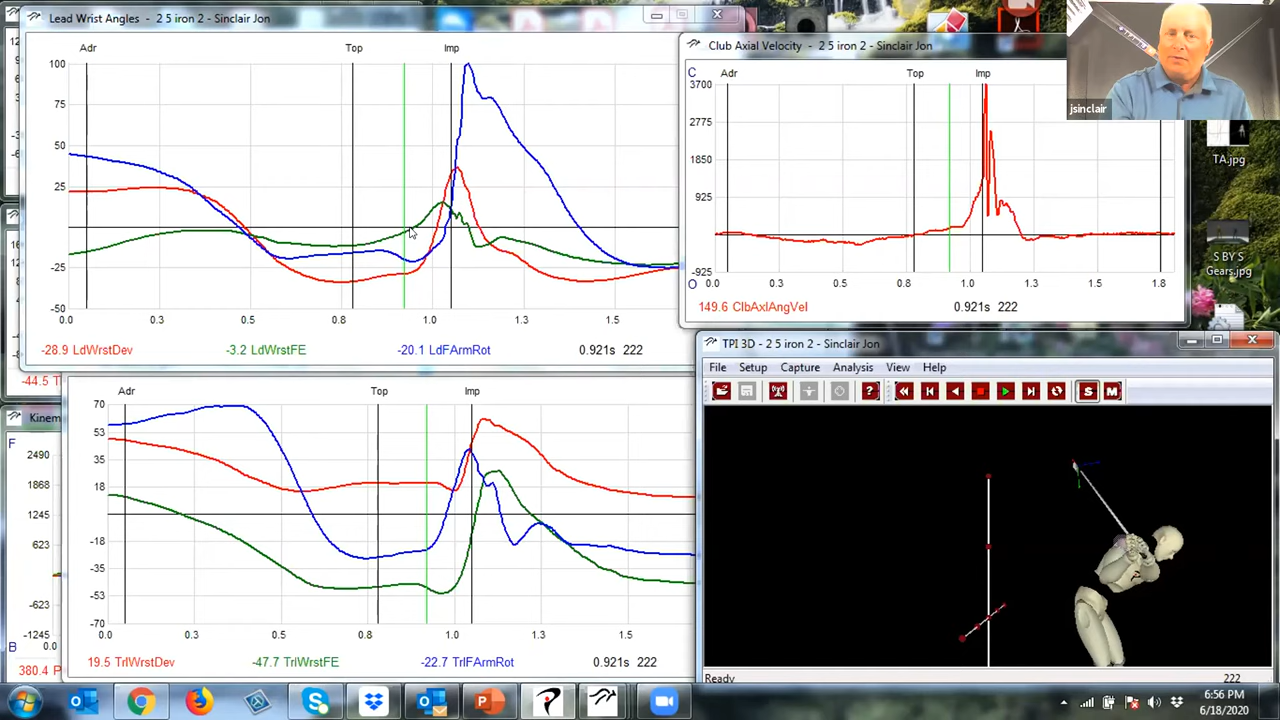 Lead Wrist Angles - 2 5 iron 2 - Sinclair Jon
Adr Top Imp
100
75
50
25
-25
-50
0.0 0.3 0.5 0.8 1.0 1.3 1.5
-28.9 LdWrstDev -3.2 LdWrstFE -20.1 LdFArmRot 0.921s 222
Club Axial Velocity - 2 5 iron 2 - Sinclair Jon
C
Adr Top Imp
3700
2775
1850
925
-925
O
0.0 0.3 0.5 0.8 1.0 1.3 1.5 1.8
149.6 ClbAxlAngVel 0.921s 222
jsinclair
TA.jpg
S BY S
Gears.jpg
-44.5 T
Kinem
F
2490
1868
1245
623
-623
-1245
B
0.0
380.4 P
Adr Top Imp
70
53
35
18
-18
-35
-53
-70
0.0 0.3 0.5 0.8 1.0 1.3 1.5
19.5 TrlWrstDev -47.7 TrlWrstFE -22.7 TrlFArmRot 0.921s 222
TPI 3D - 2 5 iron 2 - Sinclair Jon
File Setup Capture Analysis View Help
? S M
Ready 222
6:56 PM
6/18/2020